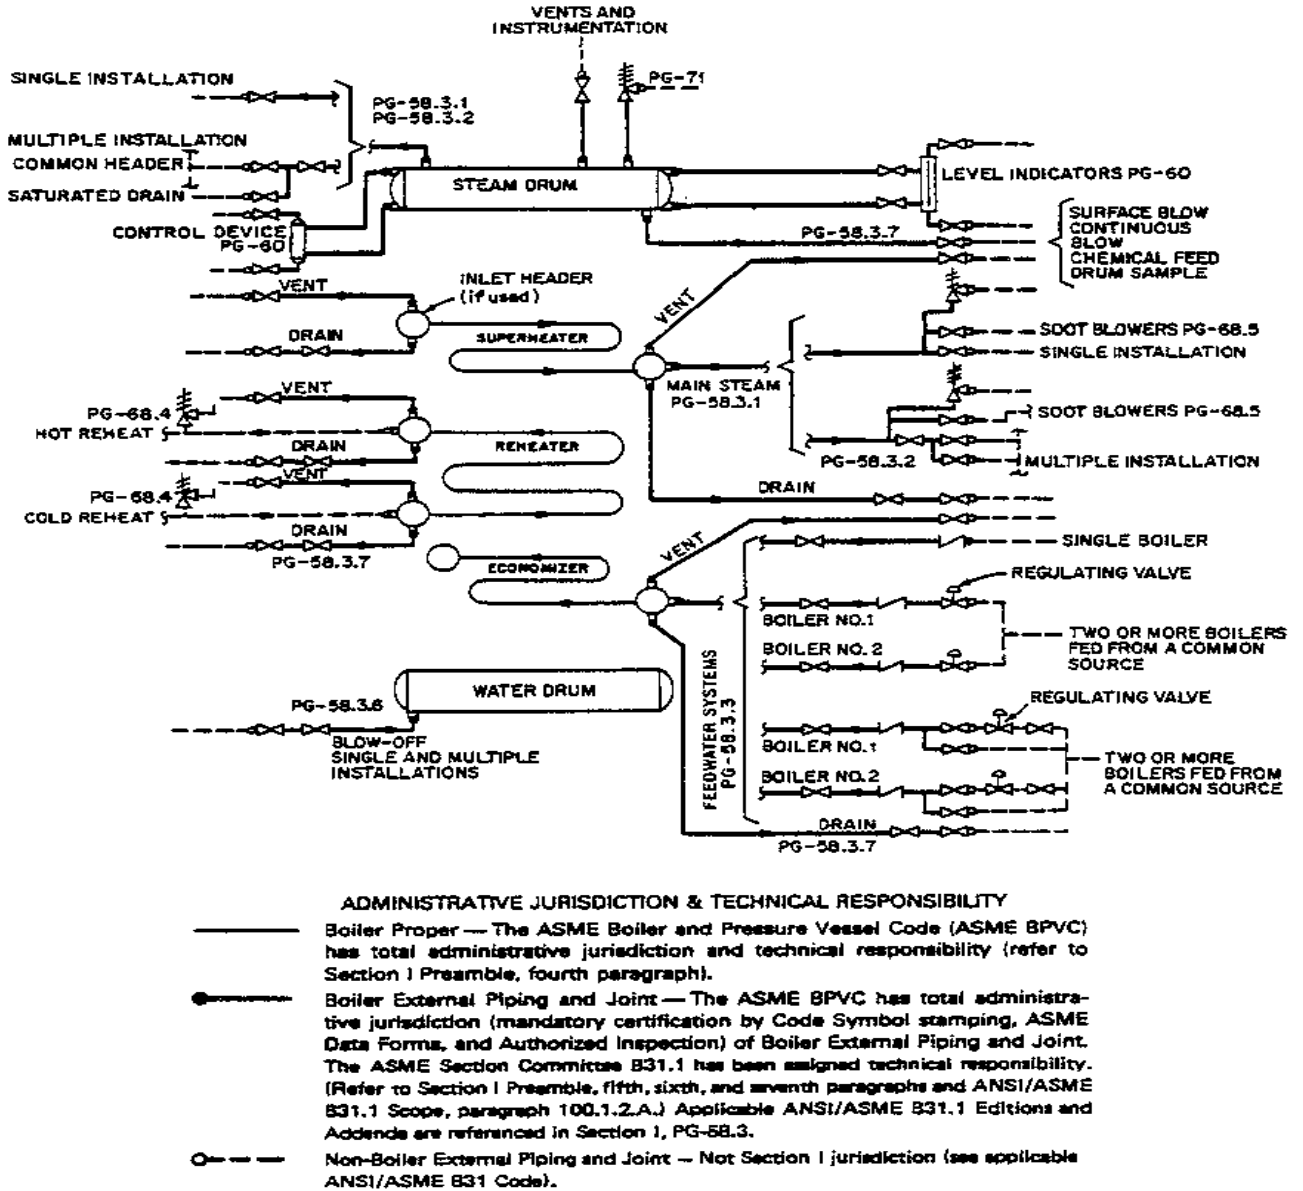 VENTS AND
INSTRUMENTATION
SINGLE INSTALLATION
PG-71
PG-58.3.1
PG-58.3.2
MULTIPLE INSTALLATION
COMMON HEADER
STEAM DRUM
LEVEL INDICATORS PG-60
SATURATED DRAIN
CONTROL DEVICE
PG-60
PG-58.3.7
SURFACE BLOW
CONTINUOUS
BLOW
CHEMICAL FEED
DRUM SAMPLE
VENT
INLET HEADER
(if used)
VENT
DRAIN
SUPERHEATER
SOOT BLOWERS PG-68.5
SINGLE INSTALLATION
MAIN STEAM
PG-58.3.1
VENT
PG-68.4
HOT REHEAT
REHEATER
DRAIN
SOOT BLOWERS PG-68.5
PG-58.3.2
MULTIPLE INSTALLATION
VENT
PG-68.4
COLD REHEAT
DRAIN
DRAIN
PG-58.3.7
ECONOMIZER
VENT
SINGLE BOILER
REGULATING VALVE
BOILER NO.1
BOILER NO. 2
TWO OR MORE BOILERS
FED FROM A COMMON
SOURCE
WATER DRUM
PG-58.3.6
BLOW-OFF
SINGLE AND MULTIPLE
INSTALLATIONS
FEEDWATER SYSTEMS
PG-58.3.3
REGULATING VALVE
BOILER NO.1
BOILER NO.2
TWO OR MORE
BOILERS FED FROM
A COMMON SOURCE
DRAIN
PG-58.3.7
ADMINISTRATIVE JURISDICTION & TECHNICAL RESPONSIBILITY
Boiler Proper — The ASME Boiler and Pressure Vessel Code (ASME BPVC)
has total administrative jurisdiction and technical responsibility (refer to
Section I Preamble, fourth paragraph).
Boiler External Piping and Joint — The ASME BPVC has total administra-
tive jurisdiction (mandatory certification by Code Symbol stamping, ASME
Data Forms, and Authorized Inspection) of Boiler External Piping and Joint.
The ASME Section Committee B31.1 has been assigned technical responsibility.
(Refer to Section I Preamble, fifth, sixth, and seventh paragraphs and ANSI/ASME
B31.1 Scope, paragraph 100.1.2.A.) Applicable ANSI/ASME B31.1 Editions and
Addenda are referenced in Section I, PG-58.3.
Non-Boiler External Piping and Joint — Not Section I jurisdiction (see applicable
ANSI/ASME B31 Code).